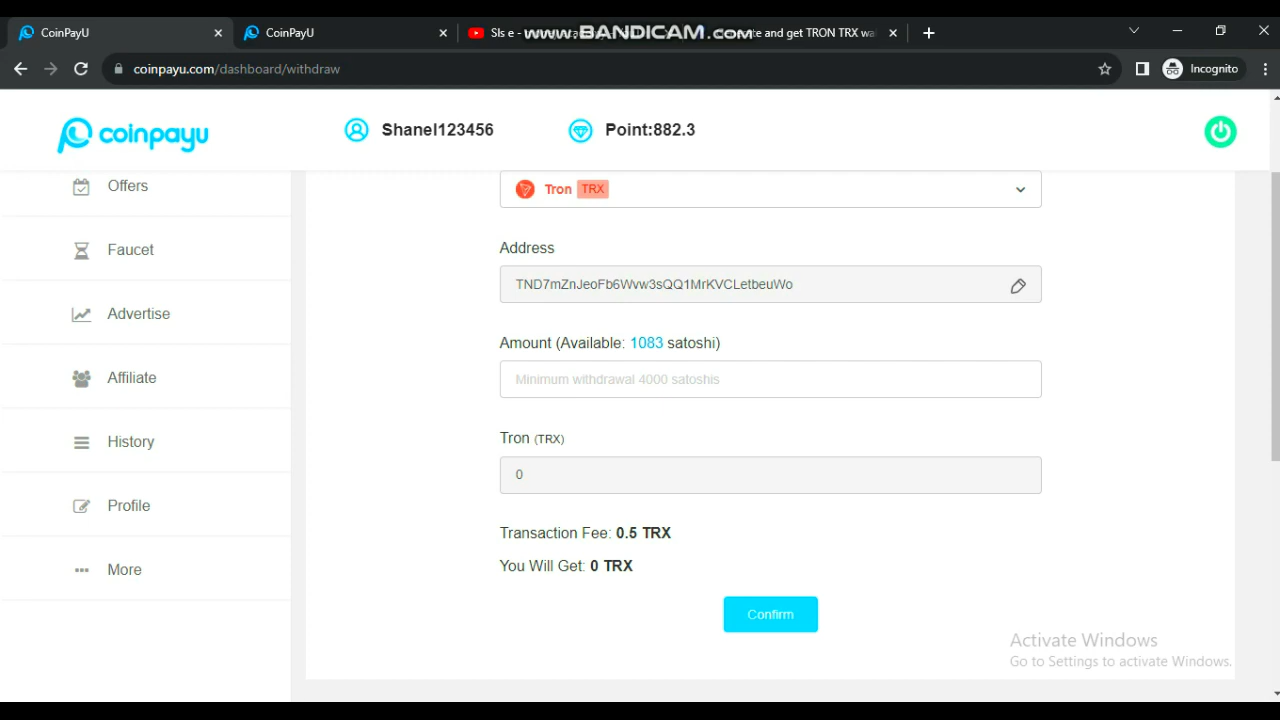 CoinPayU
CoinPayU
www.BANDICAM.com
eate and get TRON TRX wa
coinpayu.com/dashboard/withdraw
Incognito
coinpayu
Shanel123456
Point:882.3
Offers
Faucet
Advertise
Affiliate
History
Profile
More
Tron TRX
Address
TND7mZnJeoFb6Wvw3sQQ1MrKVCLetbeuWo
Amount (Available: 1083 satoshi)
Minimum withdrawal 4000 satoshis
Tron (TRX)
0
Transaction Fee: 0.5 TRX
You Will Get: 0 TRX
Confirm
Activate Windows
Go to Settings to activate Windows.